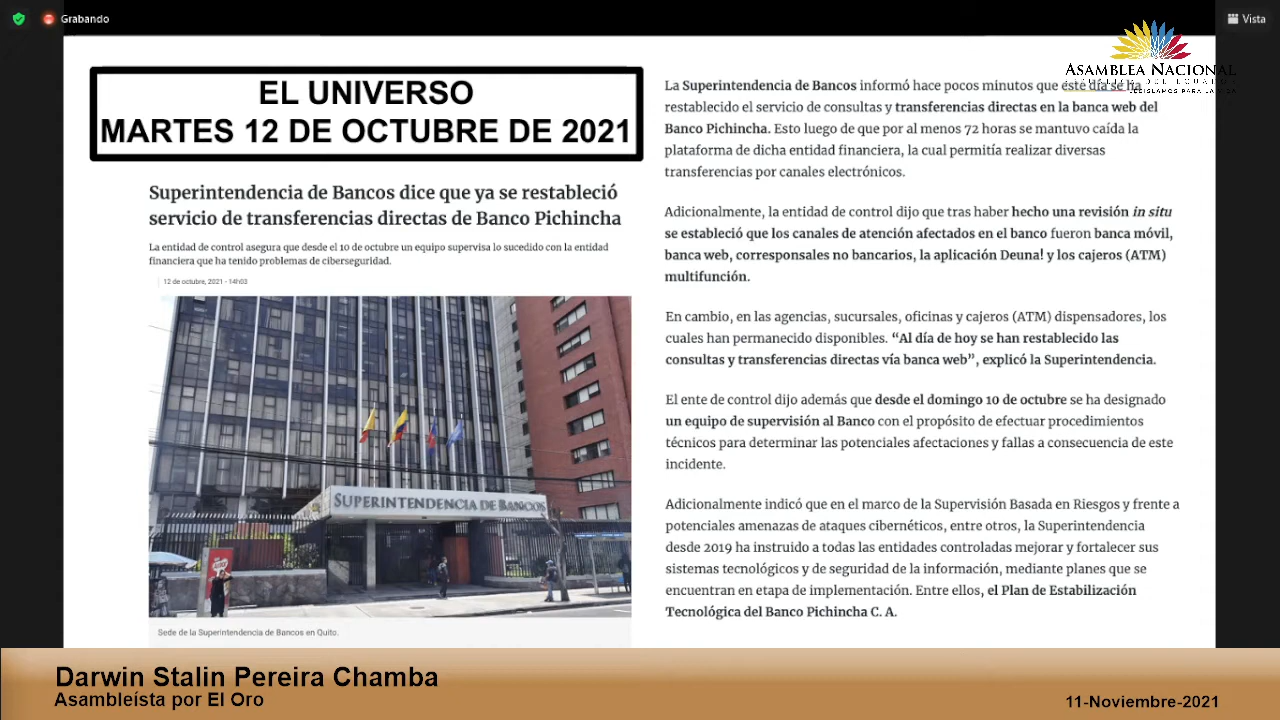 Grabando
Vista
ASAMBLEA NACIONAL
EL UNIVERSO
MARTES 12 DE OCTUBRE DE 2021
Superintendencia de Bancos dice que ya se restableció
servicio de transferencias directas de Banco Pichincha
La entidad de control asegura que desde el 10 de octubre un equipo supervisa lo sucedido con la entidad
financiera que ha tenido problemas de ciberseguridad.
12 de octubre, 2021 - 14h03
SUPERINTENDENCIA DE BANCOS
Sede de la Superintendencia de Bancos en Quito.
La Superintendencia de Bancos informó hace pocos minutos que este día se ha
restablecido el servicio de consultas y transferencias directas en la banca web del
Banco Pichincha. Esto luego de que por al menos 72 horas se mantuvo caída la
plataforma de dicha entidad financiera, la cual permitía realizar diversas
transferencias por canales electrónicos.
Adicionalmente, la entidad de control dijo que tras haber hecho una revisión in situ
se estableció que los canales de atención afectados en el banco fueron banca móvil,
banca web, corresponsales no bancarios, la aplicación Deuna! y los cajeros (ATM)
multifunción.
En cambio, en las agencias, sucursales, oficinas y cajeros (ATM) dispensadores, los
cuales han permanecido disponibles. “Al día de hoy se han restablecido las
consultas y transferencias directas vía banca web”, explicó la Superintendencia.
El ente de control dijo además que desde el domingo 10 de octubre se ha designado
un equipo de supervisión al Banco con el propósito de efectuar procedimientos
técnicos para determinar las potenciales afectaciones y fallas a consecuencia de este
incidente.
Adicionalmente indicó que en el marco de la Supervisión Basada en Riesgos y frente a
potenciales amenazas de ataques cibernéticos, entre otros, la Superintendencia
desde 2019 ha instruido a todas las entidades controladas mejorar y fortalecer sus
sistemas tecnológicos y de seguridad de la información, mediante planes que se
encuentran en etapa de implementación. Entre ellos, el Plan de Estabilización
Tecnológica del Banco Pichincha C. A.
Darwin Stalin Pereira Chamba
Asambleísta por El Oro
11-Noviembre-2021